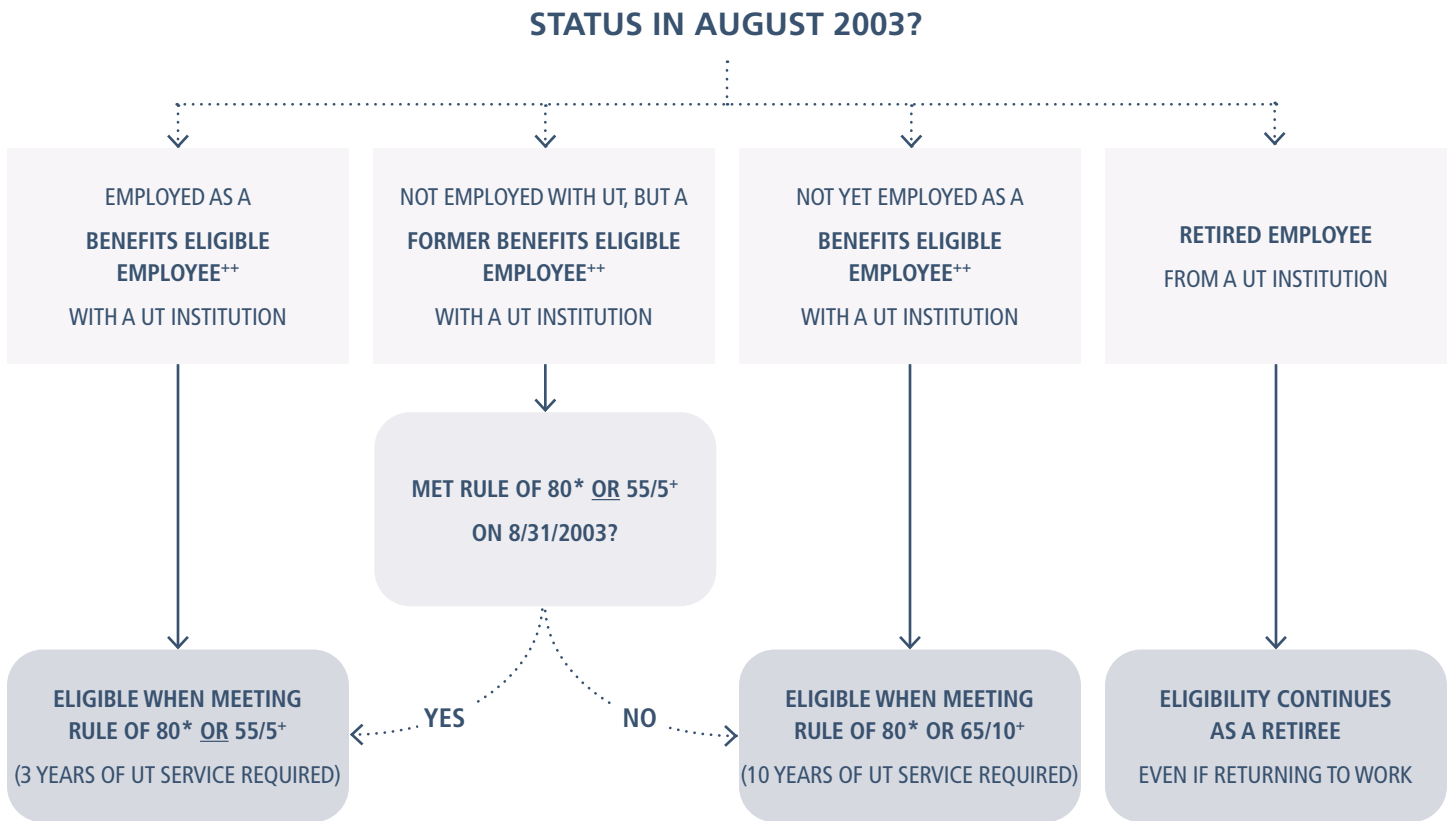 STATUS IN AUGUST 2003?
EMPLOYED AS A
BENEFITS ELIGIBLE
EMPLOYEE++
WITH A UT INSTITUTION
NOT EMPLOYED WITH UT, BUT A
FORMER BENEFITS ELIGIBLE
EMPLOYEE++
WITH A UT INSTITUTION
NOT YET EMPLOYED AS A
BENEFITS ELIGIBLE
EMPLOYEE++
WITH A UT INSTITUTION
RETIRED EMPLOYEE
FROM A UT INSTITUTION
MET RULE OF 80* OR 55/5+
ON 8/31/2003?
YES
NO
ELIGIBLE WHEN MEETING
RULE OF 80* OR 55/5+
(3 YEARS OF UT SERVICE REQUIRED)
ELIGIBLE WHEN MEETING
RULE OF 80* OR 65/10+
(10 YEARS OF UT SERVICE REQUIRED)
ELIGIBILITY CONTINUES
AS A RETIREE
EVEN IF RETURNING TO WORK